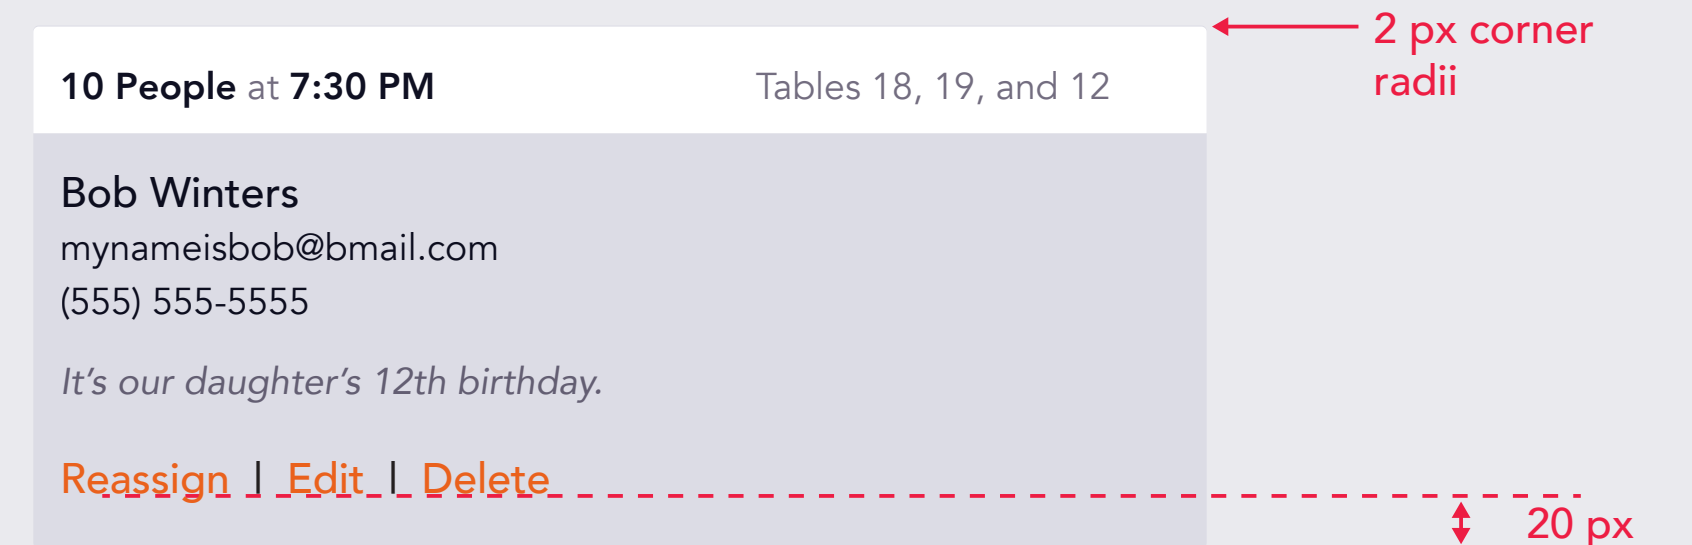 2 px corner
radii
10 People at 7:30 PM Tables 18, 19, and 12
Bob Winters
mynameisbob@bmail.com
(555) 555-5555
It’s our daughter’s 12th birthday.
Reassign | Edit | Delete
20 px